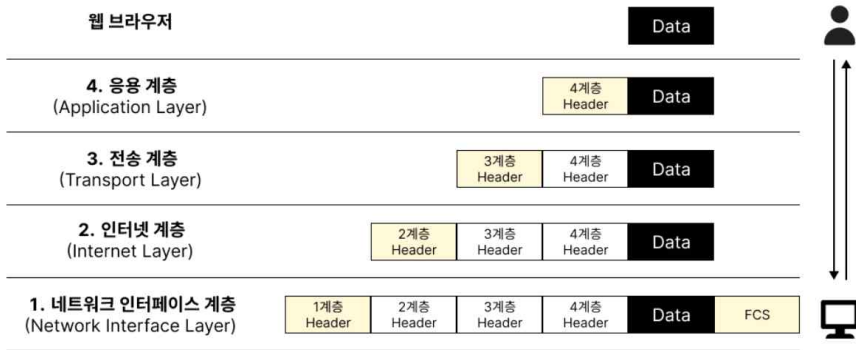 웹 브라우저
Data
4. 응용 계층
(Application Layer)
4계층
Header
Data
3. 전송 계층
(Transport Layer)
3계층
Header
4계층
Header
Data
2. 인터넷 계층
(Internet Layer)
2계층
Header
3계층
Header
4계층
Header
Data
1. 네트워크 인터페이스 계층
(Network Interface Layer)
1계층
Header
2계층
Header
3계층
Header
4계층
Header
Data
FCS